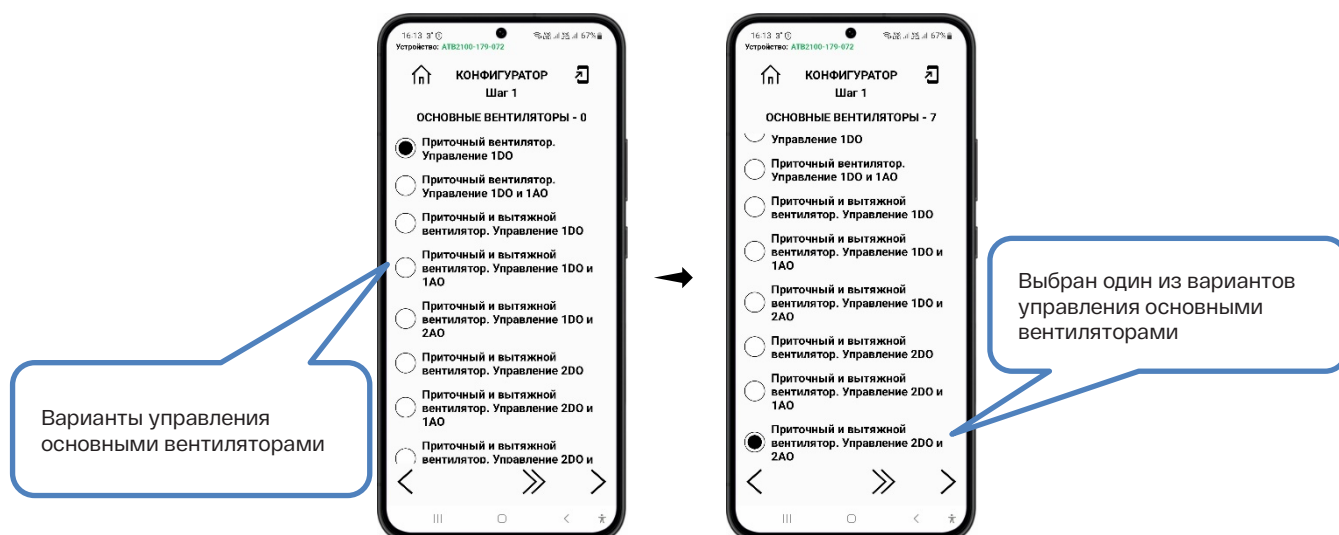 16:13 3°
67%
Устройство: ATB2100-179-072
КОНФИГУРАТОР
Шаг 1
ОСНОВНЫЕ ВЕНТИЛЯТОРЫ - 0
Приточный вентилятор.
Управление 1DO
Приточный вентилятор.
Управление 1DO и 1AO
Приточный и вытяжной
вентилятор. Управление 1DO
Приточный и вытяжной
вентилятор. Управление 1DO и
1AO
Приточный и вытяжной
вентилятор. Управление 1DO и
2AO
Приточный и вытяжной
вентилятор. Управление 2DO
Приточный и вытяжной
вентилятор. Управление 2DO и
1AO
Приточный и вытяжной
вентилятор. Управление 2DO и
Варианты управления
основными вентиляторами
16:13 3°
67%
Устройство: ATB2100-179-072
КОНФИГУРАТОР
Шаг 1
ОСНОВНЫЕ ВЕНТИЛЯТОРЫ - 7
Управление 1DO
Приточный вентилятор.
Управление 1DO и 1AO
Приточный и вытяжной
вентилятор. Управление 1DO
Приточный и вытяжной
вентилятор. Управление 1DO и
1AO
Приточный и вытяжной
вентилятор. Управление 1DO и
2AO
Приточный и вытяжной
вентилятор. Управление 2DO
Приточный и вытяжной
вентилятор. Управление 2DO и
1AO
Приточный и вытяжной
вентилятор. Управление 2DO и
2AO
Выбран один из вариантов
управления основными
вентиляторами